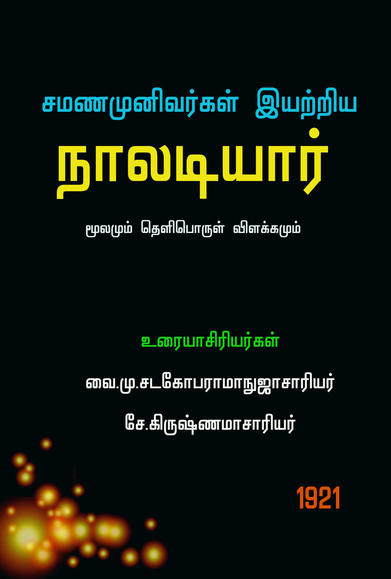 சமணமுனிவர்கள் இயற்றிய
நாலடியார்
மூலமும் தெளிபொருள் விளக்கமும்
உரையாசிரியர்கள்
வை.மு.சடகோபராமாநுஜாசாரியர்
சே.கிருஷ்ணமாசாரியர்
1921